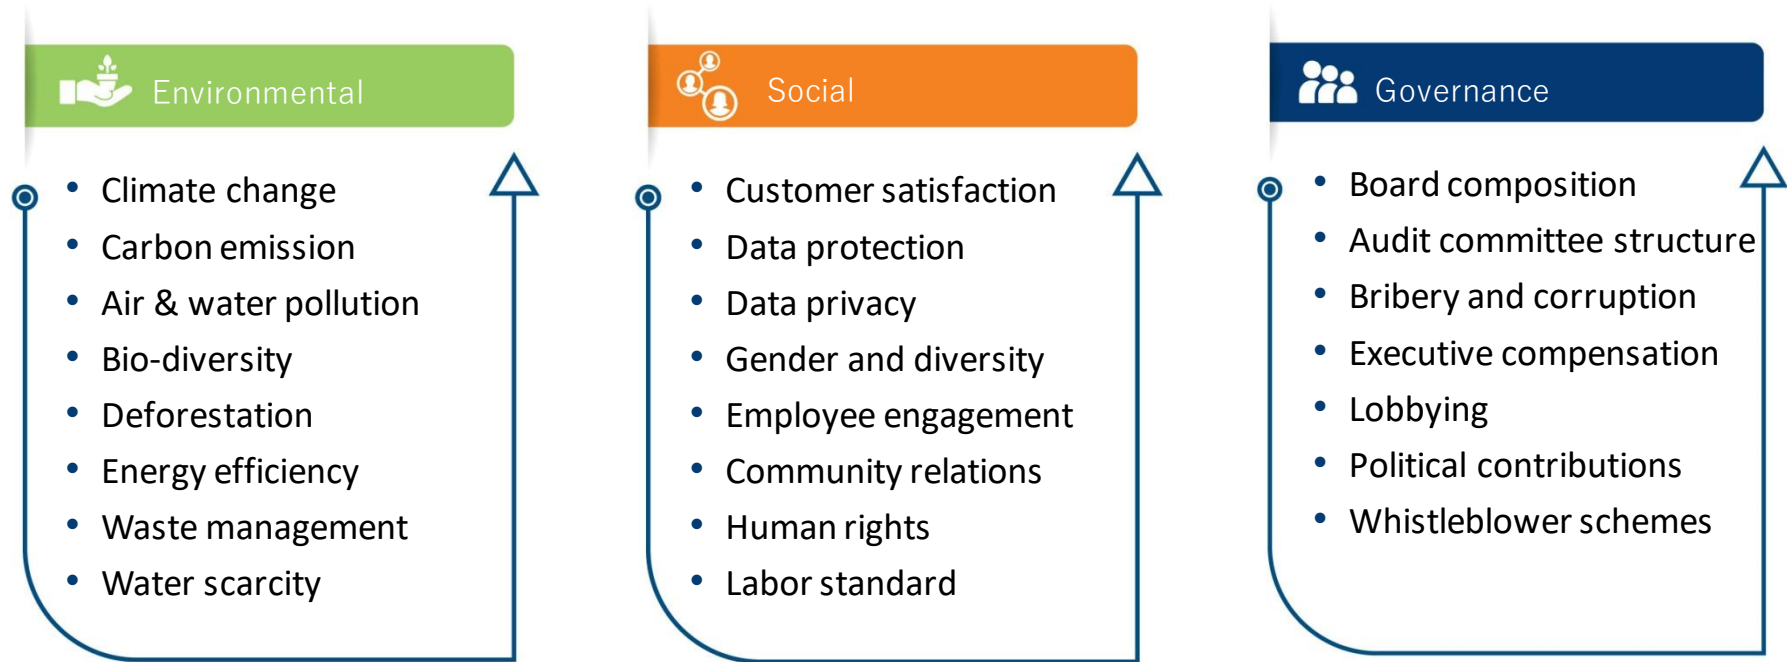 Environmental
• Climate change
• Carbon emission
• Air & water pollution
• Bio-diversity
• Deforestation
• Energy efficiency
• Waste management
• Water scarcity
Social
• Customer satisfaction
• Data protection
• Data privacy
• Gender and diversity
• Employee engagement
• Community relations
• Human rights
• Labor standard
Governance
• Board composition
• Audit committee structure
• Bribery and corruption
• Executive compensation
• Lobbying
• Political contributions
• Whistleblower schemes